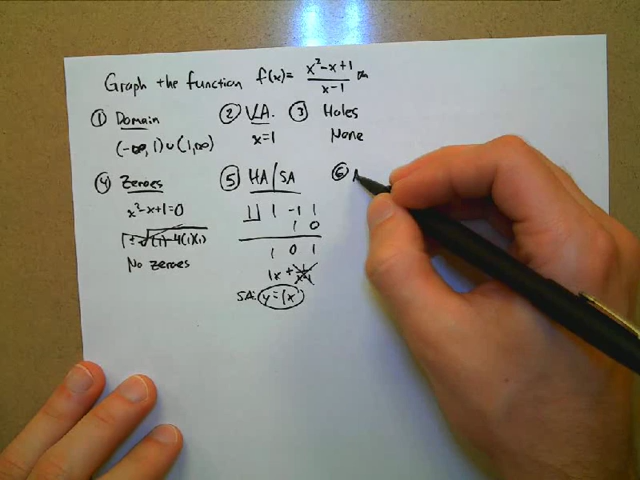 Graph the function f(x) = x²-x+1 / x-1
① Domain
(-∞, 1) ∪ (1, ∞)
② V.A.
x=1
③ Holes
None
④ Zeroes
x²-x+1=0
No zeroes
⑤ HA/SA
1 1 -1 1
1 0
1 0 1
1x +
SA: y=1x
⑥